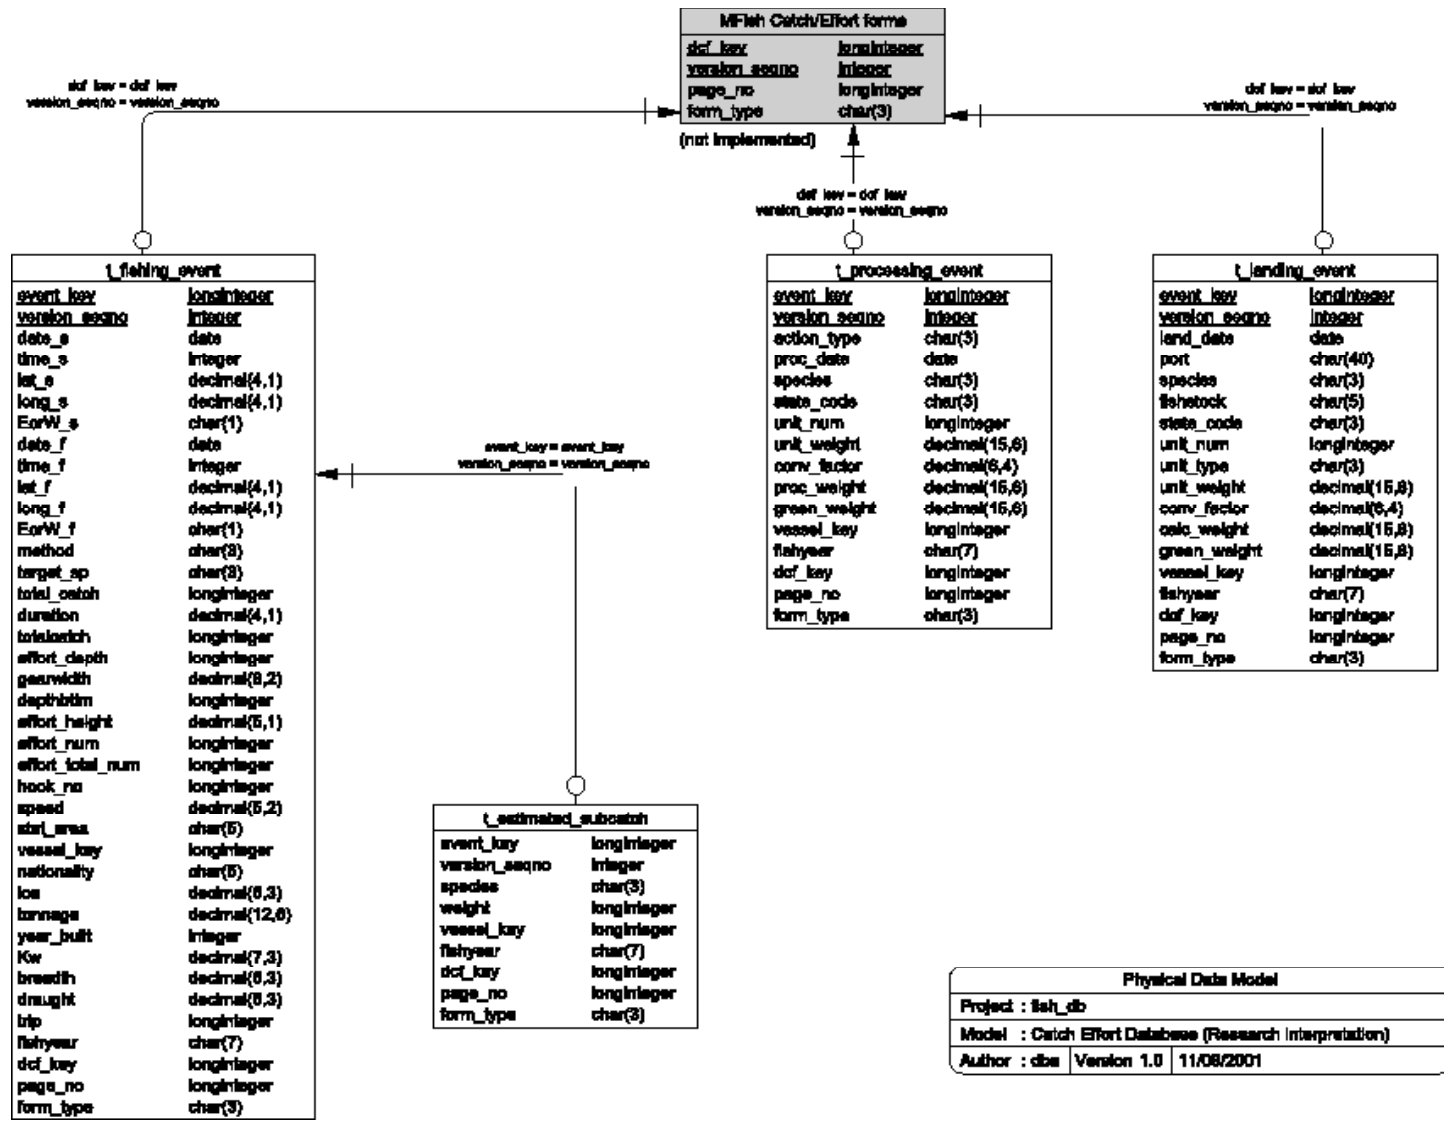 MFish Catch/Effort forms
dcf_key longinteger
version_seqno integer
page_no longinteger
form_type char(3)
(not implemented)
dcf_key = dcf_key
version_seqno = version_seqno
dcf_key = dcf_key
version_seqno = version_seqno
dcf_key = dcf_key
version_seqno = version_seqno
t_fishing_event
event_key longinteger
version_seqno integer
date_s date
time_s integer
lat_s decimal(4,1)
long_s decimal(4,1)
EorW_s char(1)
date_f date
time_f integer
lat_f decimal(4,1)
long_f decimal(4,1)
EorW_f char(1)
method char(3)
target_sp char(3)
total_catch longinteger
duration decimal(4,1)
totalcatch longinteger
effort_depth longinteger
gearwidth decimal(8,2)
depthbtm longinteger
effort_height decimal(5,1)
effort_num longinteger
effort_total_num longinteger
hook_no longinteger
speed decimal(5,2)
stat_area char(5)
vessel_key longinteger
nationality char(5)
loa decimal(6,3)
tonnage decimal(12,6)
year_built integer
Kw decimal(7,3)
breadth decimal(6,3)
draught decimal(6,3)
trip longinteger
fishyear char(7)
dcf_key longinteger
page_no longinteger
form_type char(3)
event_key = event_key
version_seqno = version_seqno
t_estimated_subcatch
event_key longinteger
version_seqno integer
species char(3)
weight longinteger
vessel_key longinteger
fishyear char(7)
dcf_key longinteger
page_no longinteger
form_type char(3)
t_processing_event
event_key longinteger
version_seqno integer
action_type char(3)
proc_date date
species char(3)
state_code char(3)
unit_num longinteger
unit_weight decimal(15,6)
conv_factor decimal(6,4)
proc_weight decimal(15,6)
green_weight decimal(15,6)
vessel_key longinteger
fishyear char(7)
dcf_key longinteger
page_no longinteger
form_type char(3)
t_landing_event
event_key longinteger
version_seqno integer
land_date date
port char(40)
species char(3)
fishstock char(5)
state_code char(3)
unit_num longinteger
unit_type char(3)
unit_weight decimal(15,6)
conv_factor decimal(6,4)
calc_weight decimal(15,6)
green_weight decimal(15,6)
vessel_key longinteger
fishyear char(7)
dcf_key longinteger
page_no longinteger
form_type char(3)
Physical Data Model
Project : fish_db
Model : Catch Effort Database (Research Interpretation)
Author : dba Version 1.0 11/08/2001